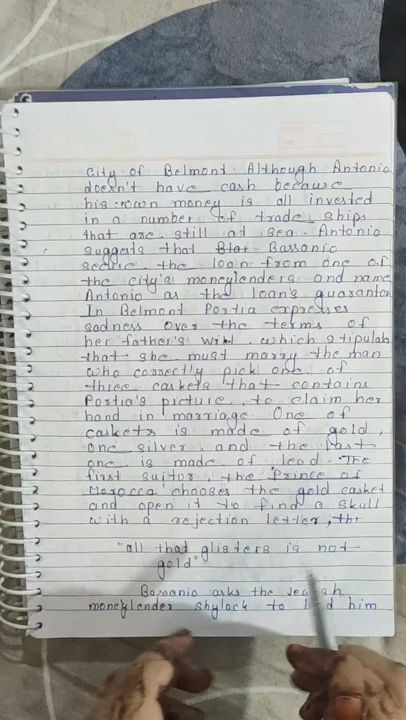 city of Belmont. Although Antonio
doesn't have cash because
his own money is all invested
in a number of trade ships
that are still at sea. Antonio
suggests that Bassanio
secure the loan from one of
the city's moneylenders and name
Antonio as the loan's guarantor
In Belmont Portia expresses
sadness over the terms of
her father's will, which stipulab
that she must marry the man
who correctly pick one of
three caskets that contains
Portia's picture, to claim her
hand in marriage. One of
caskets is made of gold,
one silver, and the last
one is made of lead. The
first suitor, the Prince of
Morocca chooses the gold casket
and open it to find a skull
with a rejection letter, thr
"all that glisters is not
gold"
Bassanio asks the Jewish
moneylender shylock to lend him